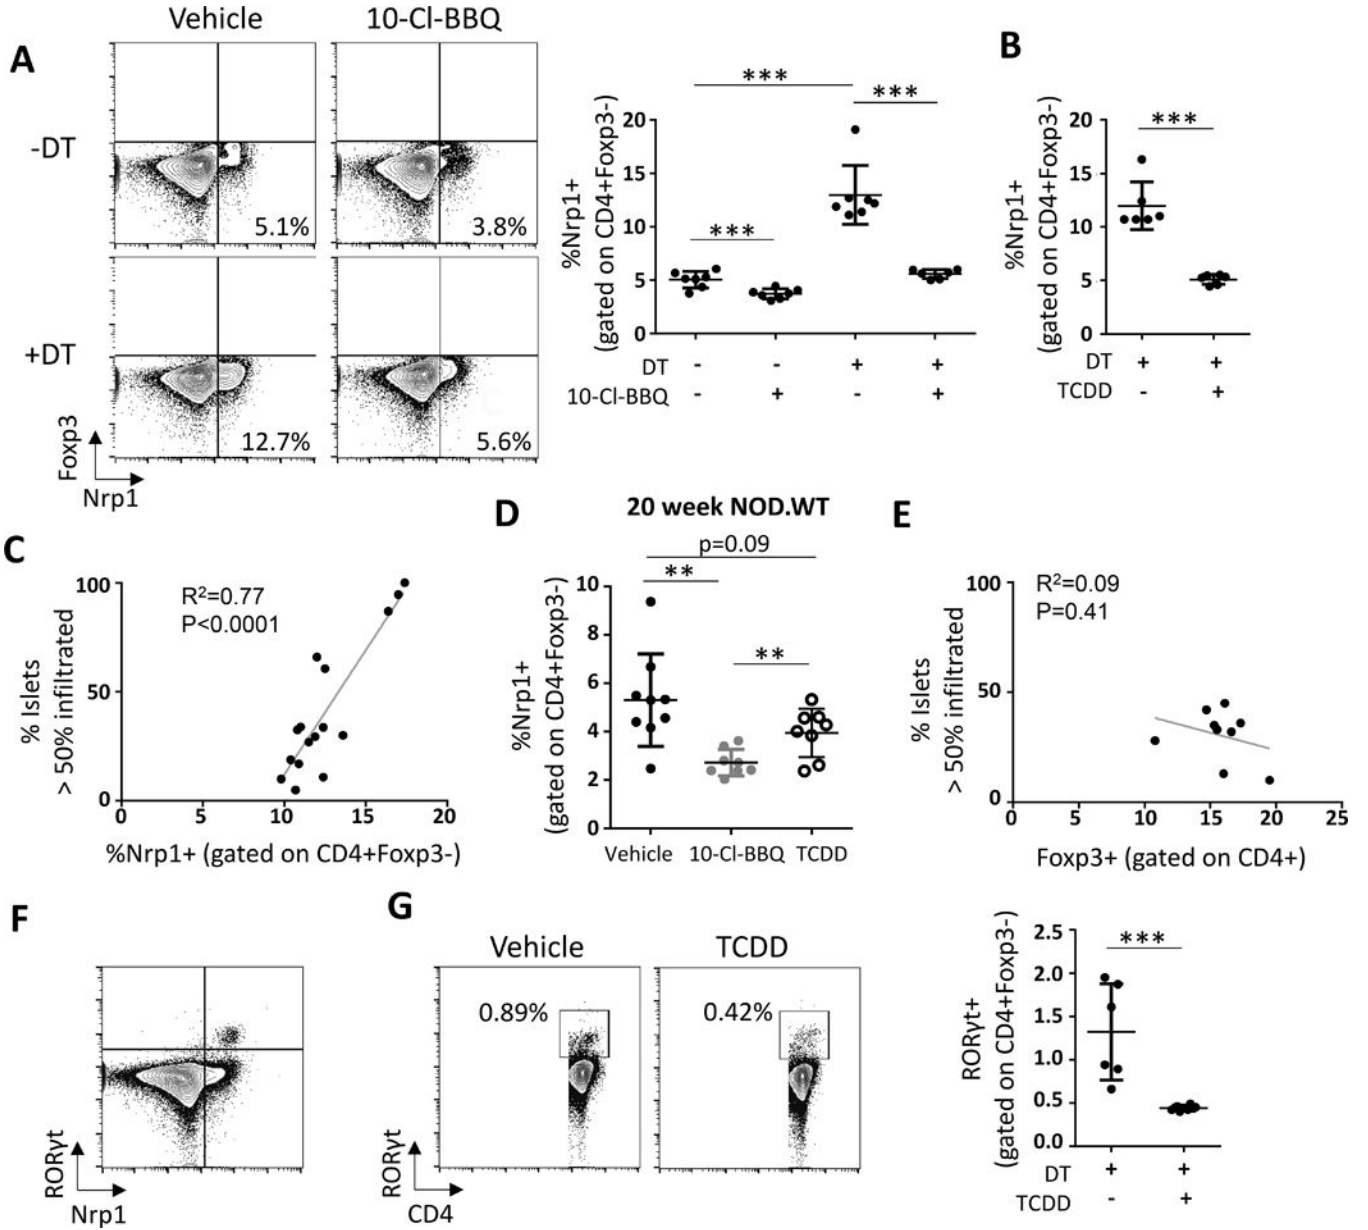 A
Vehicle
10-Cl-BBQ
-DT
5.1%
3.8%
+DT
12.7%
5.6%
Foxp3
Nrp1
%Nrp1+
(gated on CD4+Foxp3-)
20
15
10
5
0
***
***
***
DT - - + +
10-Cl-BBQ - + - +
B
%Nrp1+
(gated on CD4+Foxp3-)
20
15
10
5
0
***
DT + +
TCDD - +
C
R²=0.77
P<0.0001
% Islets
> 50% infiltrated
100
50
0
0 5 10 15 20
%Nrp1+ (gated on CD4+Foxp3-)
D
20 week NOD.WT
p=0.09
**
**
%Nrp1+
(gated on CD4+Foxp3-)
10
8
6
4
2
0
Vehicle 10-Cl-BBQ TCDD
E
R²=0.09
P=0.41
% Islets
> 50% infiltrated
100
50
0
0 5 10 15 20 25
Foxp3+ (gated on CD4+)
F
RORγt
Nrp1
G
Vehicle
TCDD
0.89%
0.42%
RORγt
CD4
RORγt+
(gated on CD4+Foxp3-)
2.5
2.0
1.5
1.0
0.5
0.0
***
DT + +
TCDD - +